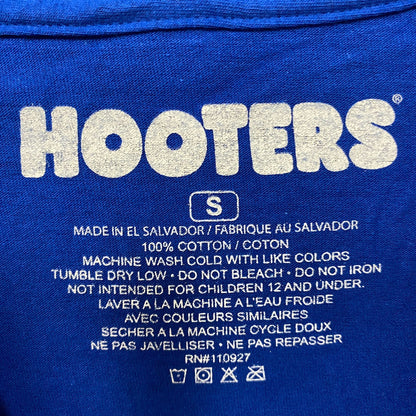 HOOTERS®
S
MADE IN EL SALVADOR / FABRIQUE AU SALVADOR
100% COTTON / COTON
MACHINE WASH COLD WITH LIKE COLORS
TUMBLE DRY LOW • DO NOT BLEACH • DO NOT IRON
NOT INTENDED FOR CHILDREN 12 AND UNDER.
LAVER A LA MACHINE A L'EAU FROIDE
AVEC COULEURS SIMILAIRES
SECHER A LA MACHINE CYCLE DOUX
NE PAS JAVELLISER • NE PAS REPASSER
RN#110927